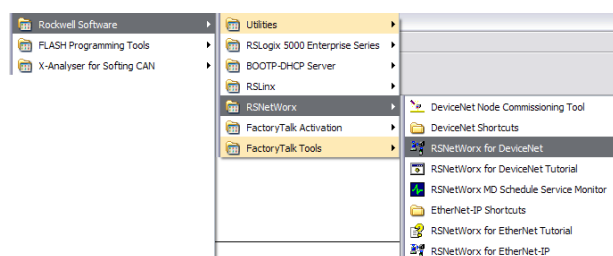 Rockwell Software
FLASH Programming Tools
X-Analyser for Softing CAN
Utilities
RSLogix 5000 Enterprise Series
BOOTP-DHCP Server
RSLinx
RSNetWorx
FactoryTalk Activation
FactoryTalk Tools
DeviceNet Node Commissioning Tool
DeviceNet Shortcuts
RSNetWorx for DeviceNet
RSNetWorx for DeviceNet Tutorial
RSNetWorx MD Schedule Service Monitor
EtherNet-IP Shortcuts
RSNetWorx for EtherNet Tutorial
RSNetWorx for EtherNet-IP